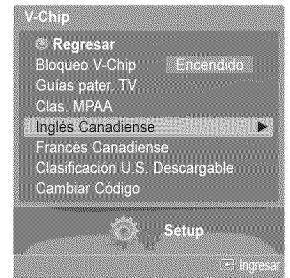 V-Chip
Regresar
Bloqueo V-Chip Encendido
Guías pater. TV
Clas. MPAA
Inglés Canadiense
Francés Canadiense
Clasificación U.S. Descargable
Cambiar Código
Setup
Ingresar